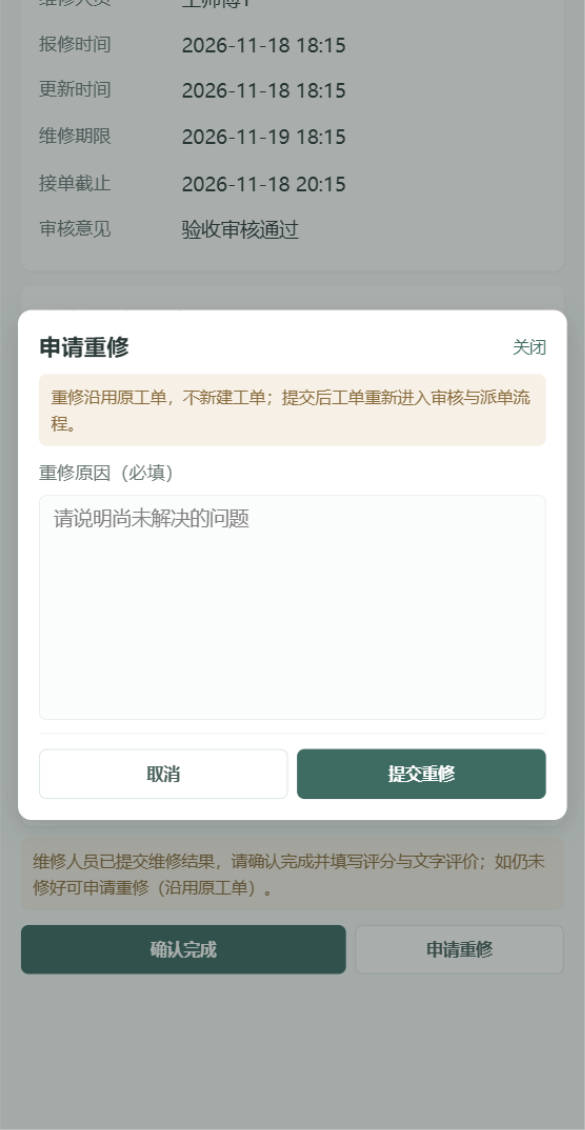 维修人员
报修时间 2026-11-18 18:15
更新时间 2026-11-18 18:15
维修期限 2026-11-19 18:15
接单截止 2026-11-18 20:15
审核意见 验收审核通过
申请重修 关闭
重修沿用原工单，不新建工单；提交后工单重新进入审核与派单流
程。
重修原因（必填）
请说明尚未解决的问题
取消 提交重修
维修人员已提交维修结果，请确认完成并填写评分与文字评价；如仍未
修好可申请重修（沿用原工单）。
确认完成 申请重修